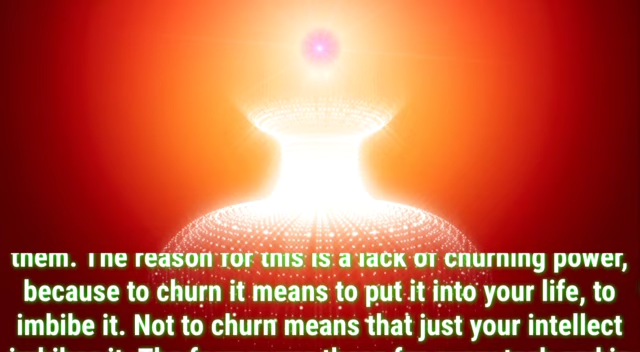 them. The reason for this is a lack of churning power,
because to churn it means to put it into your life, to
imbibe it. Not to churn means that just your intellect